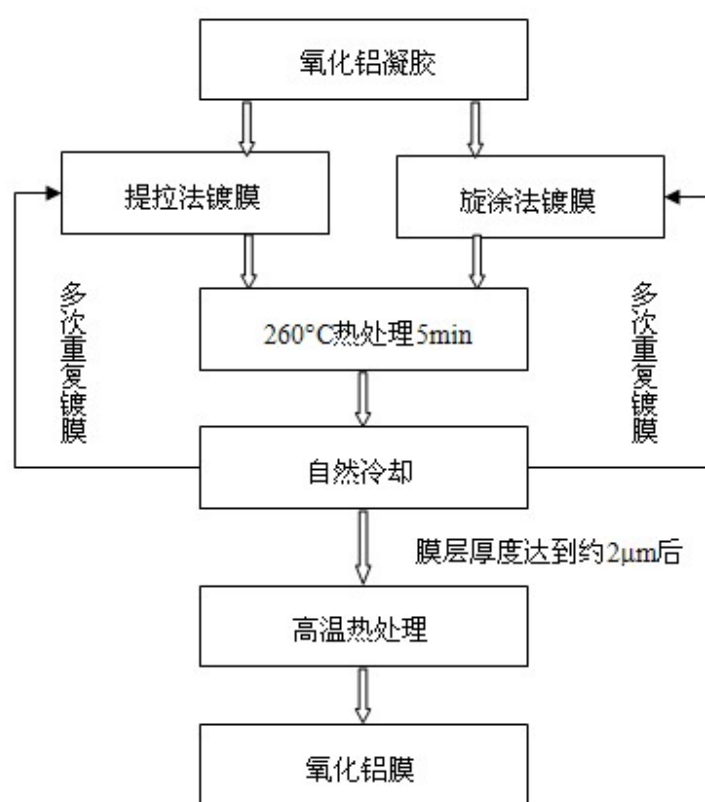 氧化铝凝胶
提拉法镀膜
旋涂法镀膜
多次重复镀膜
260°C热处理5min
多次重复镀膜
自然冷却
膜层厚度达到约2μm后
高温热处理
氧化铝膜